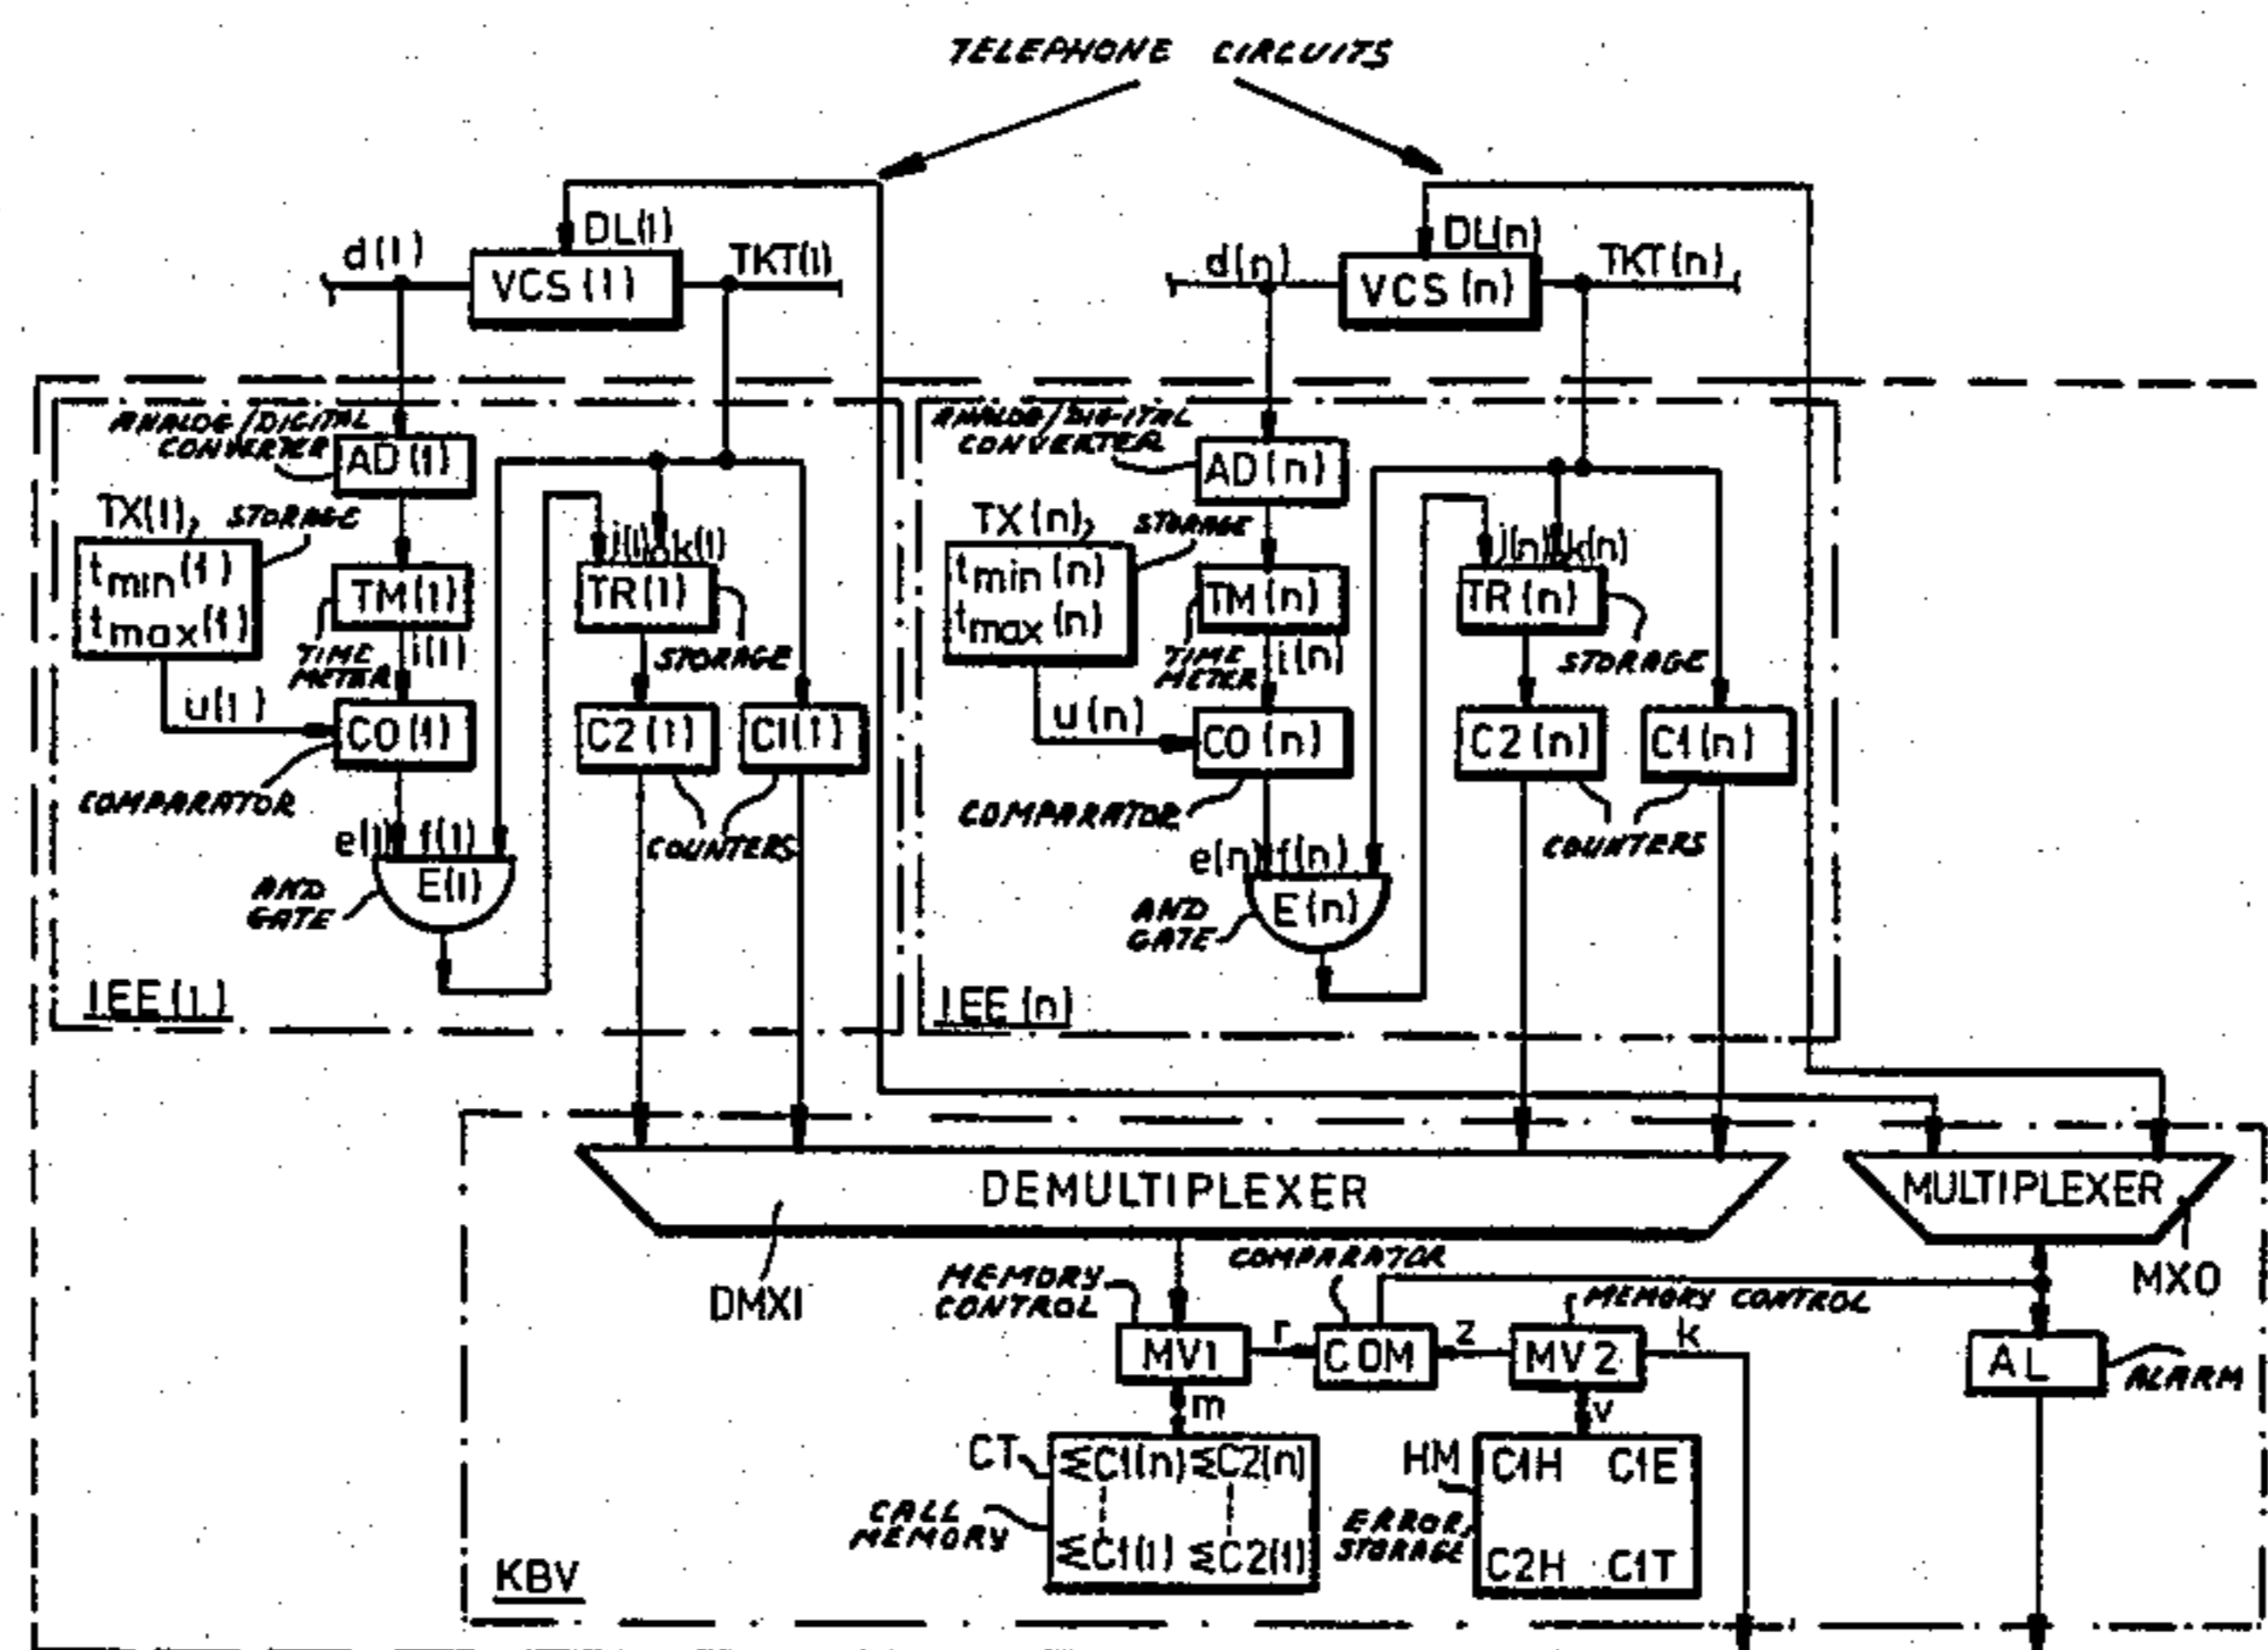 TELEPHONE CIRCUITS
d(1)
DL(1)
VCS(1)
TKT(1)
d(n)
DL(n)
VCS(n)
TKT(n)
ANALOG/DIGITAL
CONVERTER
AD(1)
TX(1), STORAGE
tmin(1)
tmax(1)
TM(1)
TIME
METER
i(1)
j(1) k(1)
TR(1)
STORAGE
u(1)
CO(1)
C2(1)
C1(1)
COMPARATOR
COUNTERS
e(1) f(1)
E(1)
AND
GATE
IEE(1)
ANALOG/DIGITAL
CONVERTER
AD(n)
TX(n), STORAGE
tmin(n)
tmax(n)
TM(n)
TIME
METER
i(n)
j(n) k(n)
TR(n)
STORAGE
u(n)
CO(n)
C2(n)
C1(n)
COMPARATOR
COUNTERS
e(n) f(n)
E(n)
AND
GATE
IEE(n)
DEMULTIPLEXER
MULTIPLEXER
DMXI
MXO
MEMORY
CONTROL
COMPARATOR
MEMORY CONTROL
MV1
r
COM
z
MV2
k
AL
ALARM
m
v
CT
ΣC1(n) ΣC2(n)
ΣC1(1) ΣC2(1)
CALL
MEMORY
HM
C1H C1E
C2H C1T
ERROR
STORAGE
KBV